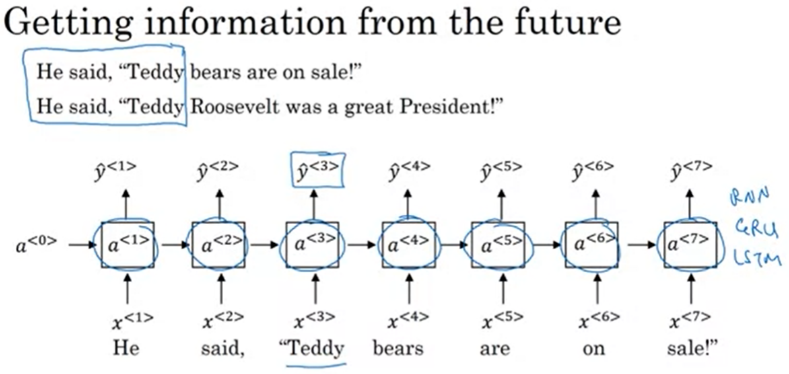 Getting information from the future
He said, “Teddy bears are on sale!”
He said, “Teddy Roosevelt was a great President!”
ŷ<1> ŷ<2> ŷ<3> ŷ<4> ŷ<5> ŷ<6> ŷ<7>
RNN
GRU
LSTM
a<0> a<1> a<2> a<3> a<4> a<5> a<6> a<7>
x<1> x<2> x<3> x<4> x<5> x<6> x<7>
He said, “Teddy bears are on sale!”